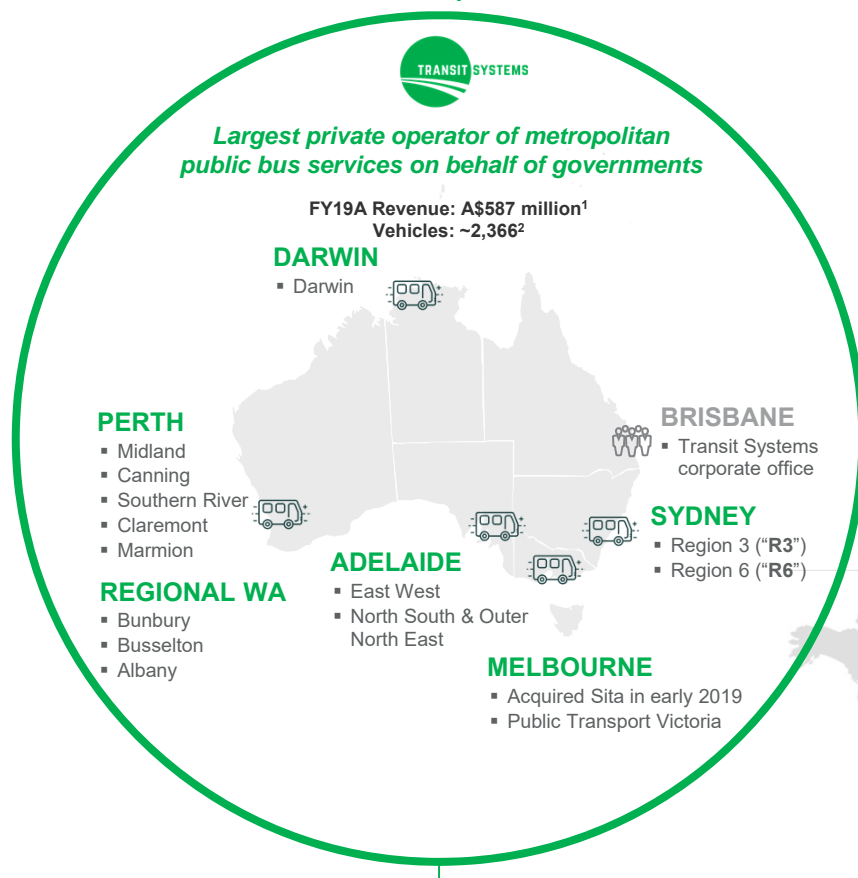 TRANSIT SYSTEMS
Largest private operator of metropolitan
public bus services on behalf of governments
FY19A Revenue: A$587 million¹
Vehicles: ~2,366²
DARWIN
▪ Darwin
PERTH
▪ Midland
▪ Canning
▪ Southern River
▪ Claremont
▪ Marmion
REGIONAL WA
▪ Bunbury
▪ Busselton
▪ Albany
ADELAIDE
▪ East West
▪ North South & Outer
North East
BRISBANE
▪ Transit Systems
corporate office
SYDNEY
▪ Region 3 (“R3”)
▪ Region 6 (“R6”)
MELBOURNE
▪ Acquired Sita in early 2019
▪ Public Transport Victoria